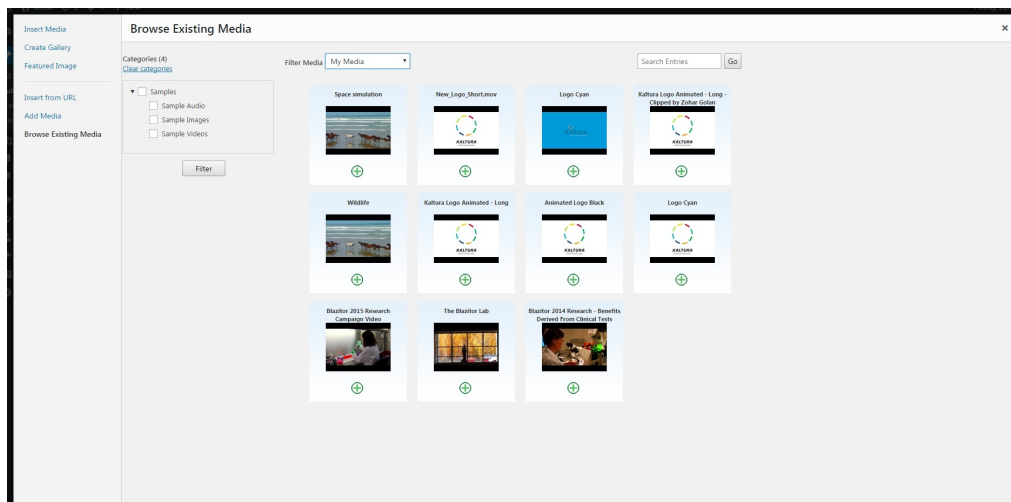 Insert Media
Create Gallery
Featured Image
Insert from URL
Add Media
Browse Existing Media
Browse Existing Media
×
Categories (4)
Clear categories
Samples
Sample Audio
Sample Images
Sample Videos
Filter
Filter Media My Media
Search Entries Go
Space simulation
New_Logo_Short.mov
KALTURA
Logo Cyan
Kaltura Logo Animated - Long -
Clipped by Zohar Golan
KALTURA
Wildlife
Kaltura Logo Animated - Long
KALTURA
Animated Logo Black
KALTURA
Logo Cyan
KALTURA
Blazitor 2015 Research
Campaign Video
The Blazitor Lab
Blazitor 2014 Research - Benefits
Derived From Clinical Tests